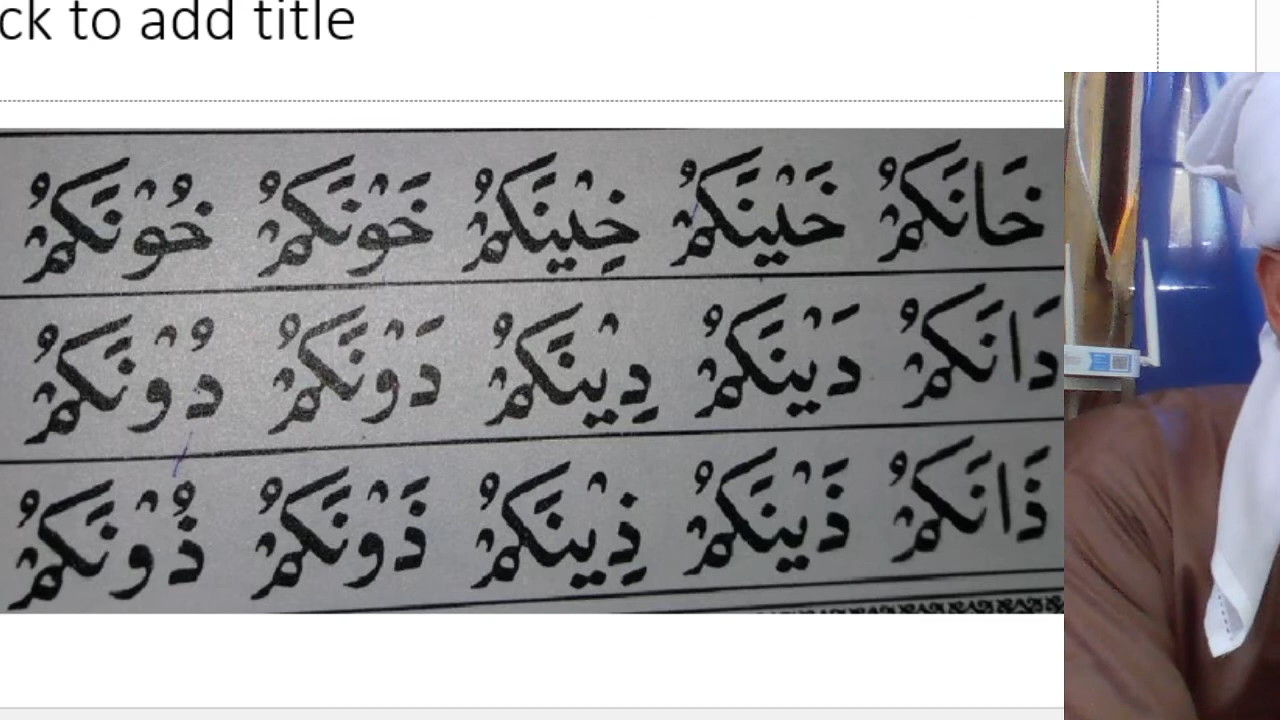 ck to add title
خَانَكُمْ خَيْنَكُمْ خِيْنَكُمْ خَوْنَكُمْ خُوْنَكُمْ
دَانَكُمْ دَيْنَكُمْ دِيْنَكُمْ دَوْنَكُمْ دُوْنَكُمْ
ذَانَكُمْ ذَيْنَكُمْ ذِيْنَكُمْ ذَوْنَكُمْ ذُوْنَكُمْ